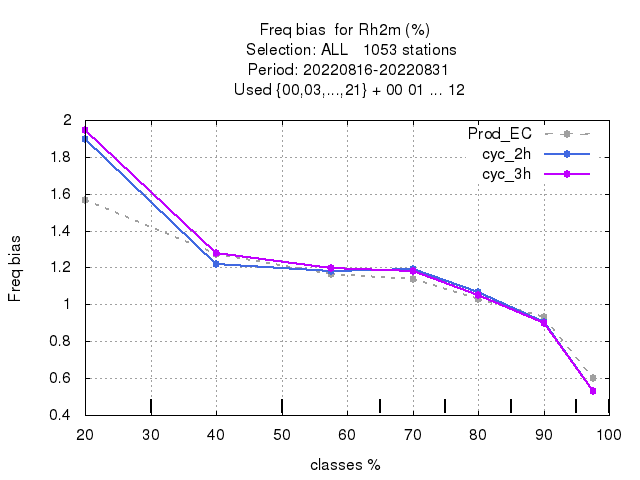 Freq bias  for Rh2m (%)
Selection: ALL   1053 stations
Period: 20220816-20220831
Used {00,03,...,21} + 00 01 ... 12
Prod_EC
cyc_2h
cyc_3h
2
1.8
1.6
1.4
1.2
1
0.8
0.6
0.4
Freq bias
20 30 40 50 60 70 80 90 100
classes %